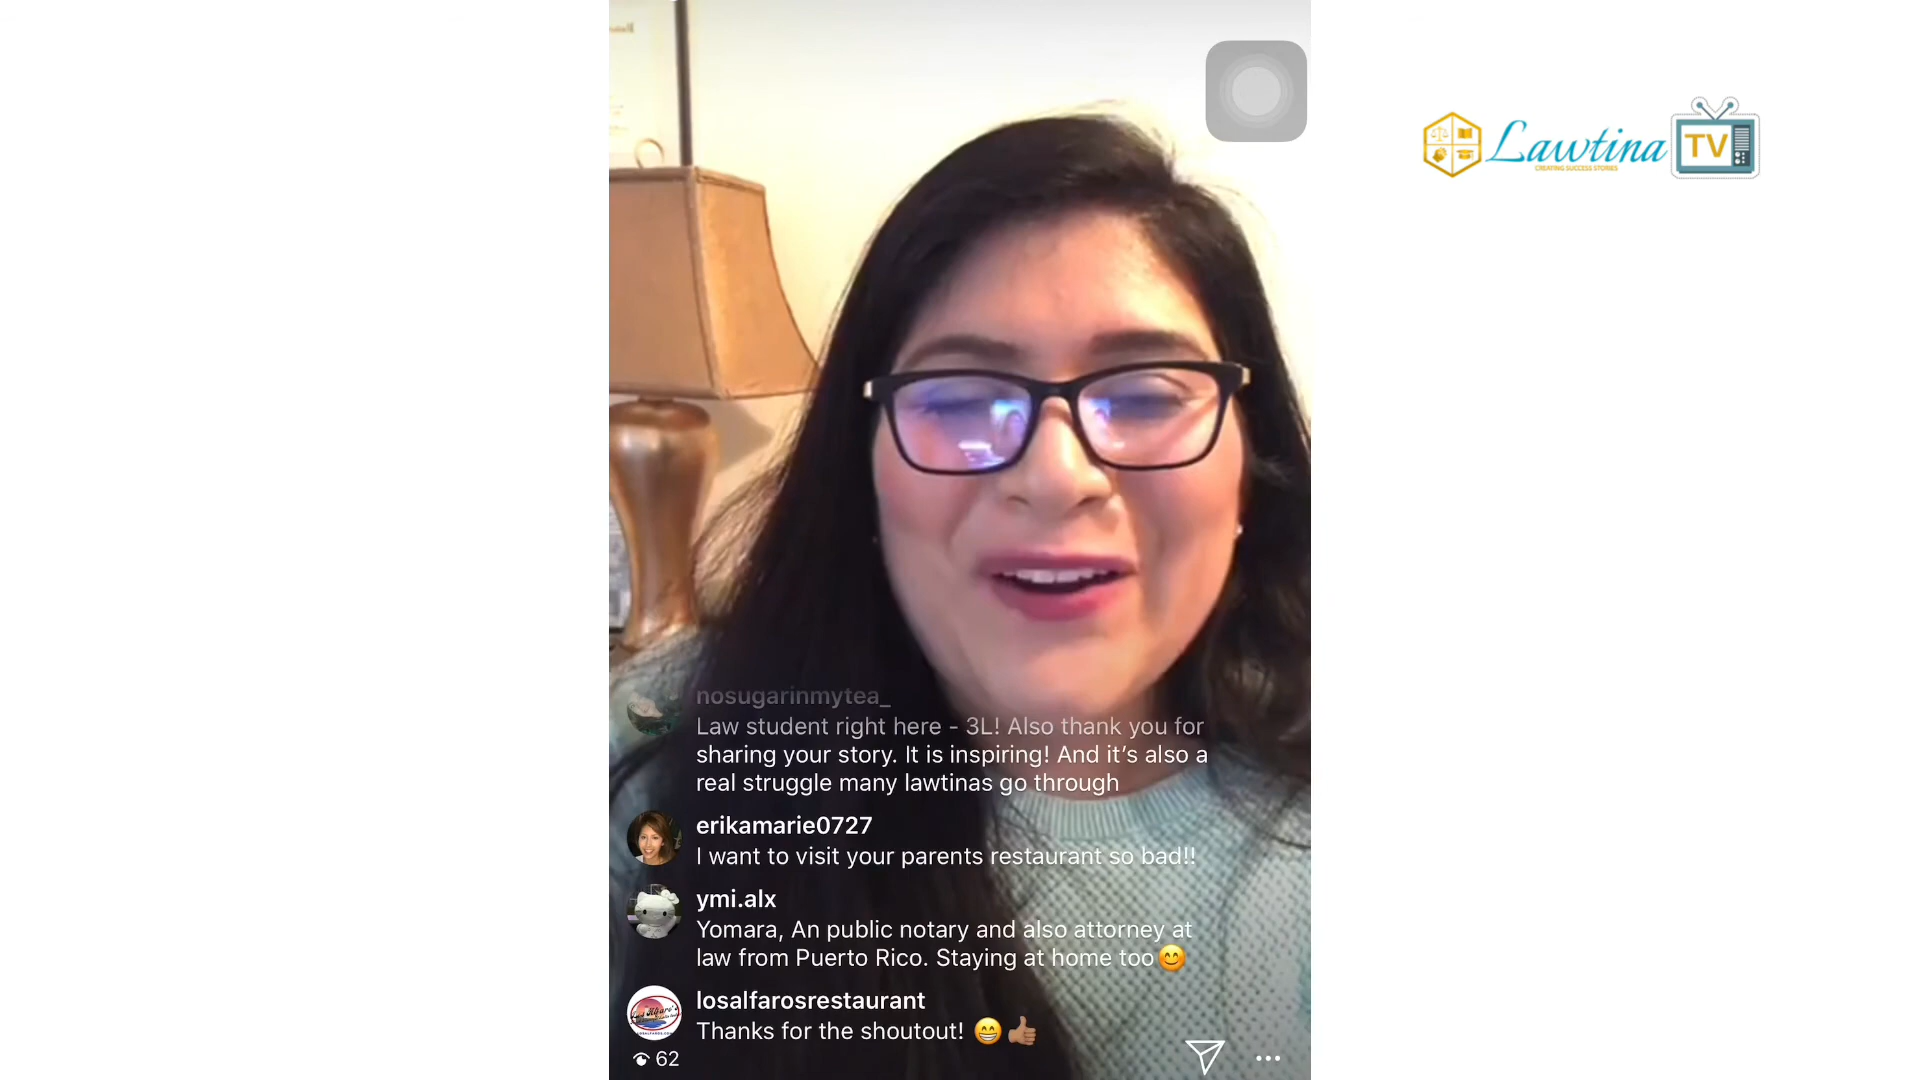 Lawtina TV
CREATING SUCCESS STORIES
nosugarinmytea_
Law student right here - 3L! Also thank you for
sharing your story. It is inspiring! And it’s also a
real struggle many lawtinas go through
erikamarie0727
I want to visit your parents restaurant so bad!!
ymi.alx
Yomara, An public notary and also attorney at
law from Puerto Rico. Staying at home too😊
losalfarosrestaurant
Thanks for the shoutout! 😁👍🏽
62